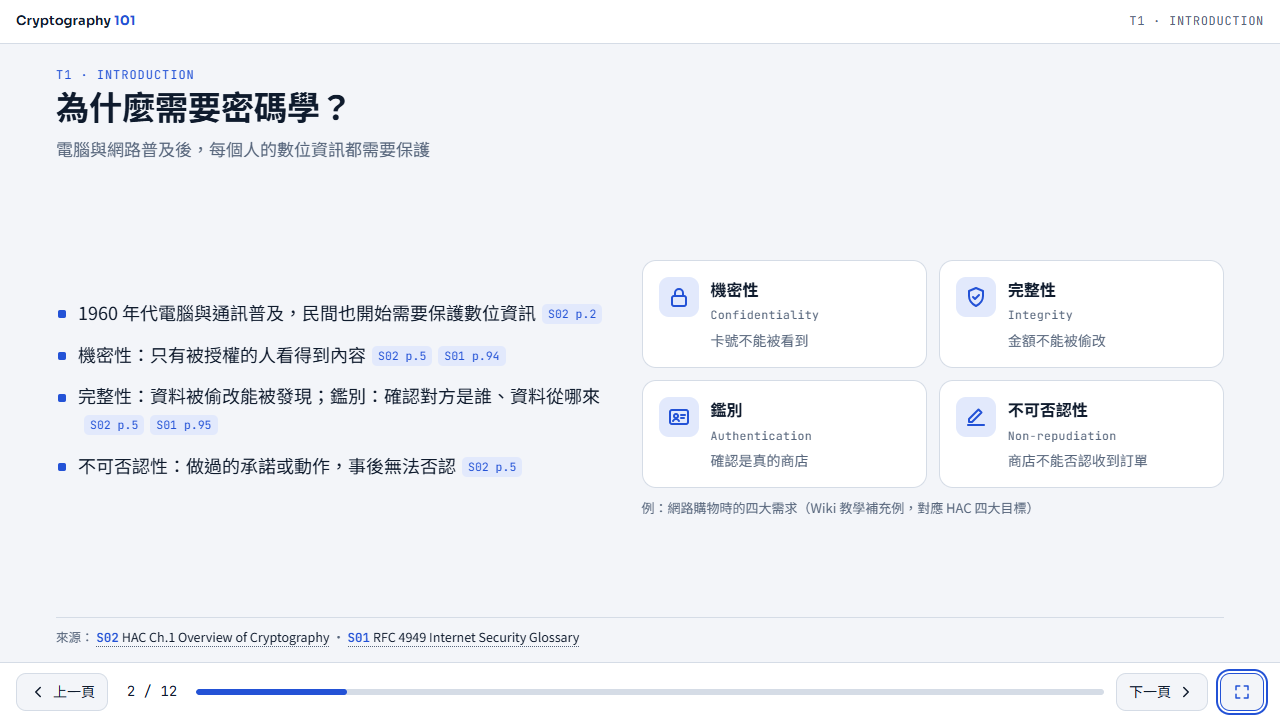 Cryptography 101
T1 · INTRODUCTION
T1 · INTRODUCTION
為什麼需要密碼學？
電腦與網路普及後，每個人的數位資訊都需要保護
1960 年代電腦與通訊普及，民間也開始需要保護數位資訊 S02 p.2
機密性：只有被授權的人看得到內容 S02 p.5 S01 p.94
完整性：資料被偷改能被發現；鑑別：確認對方是誰、資料從哪來
S02 p.5 S01 p.95
不可否認性：做過的承諾或動作，事後無法否認 S02 p.5
機密性
Confidentiality
卡號不能被看到
完整性
Integrity
金額不能被偷改
鑑別
Authentication
確認是真的商店
不可否認性
Non-repudiation
商店不能否認收到訂單
例：網路購物時的四大需求（Wiki 教學補充例，對應 HAC 四大目標）
來源： S02 HAC Ch.1 Overview of Cryptography · S01 RFC 4949 Internet Security Glossary
上一頁
2 / 12
下一頁